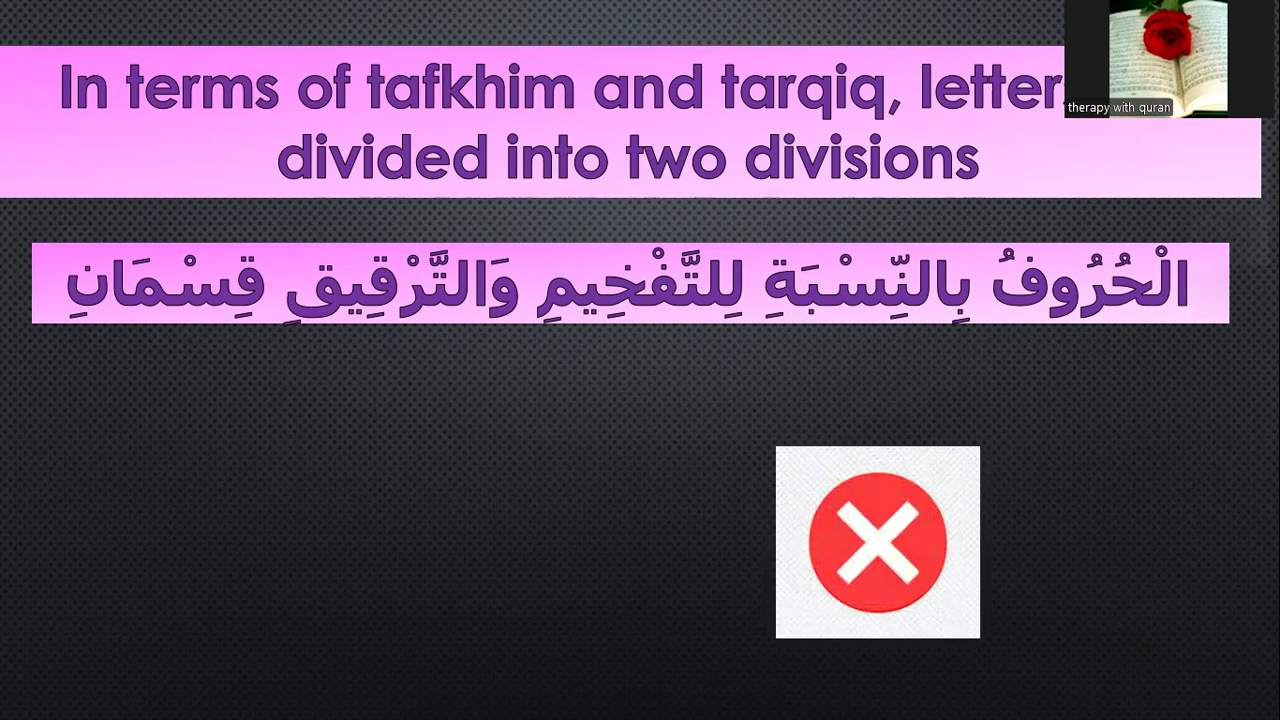 In terms of tafkhim and tarqiq, letter
divided into two divisions
therapy with quran
الْحُرُوفُ بِالنِّسْبَةِ لِلتَّفْخِيمِ وَالتَّرْقِيقِ قِسْمَانِ